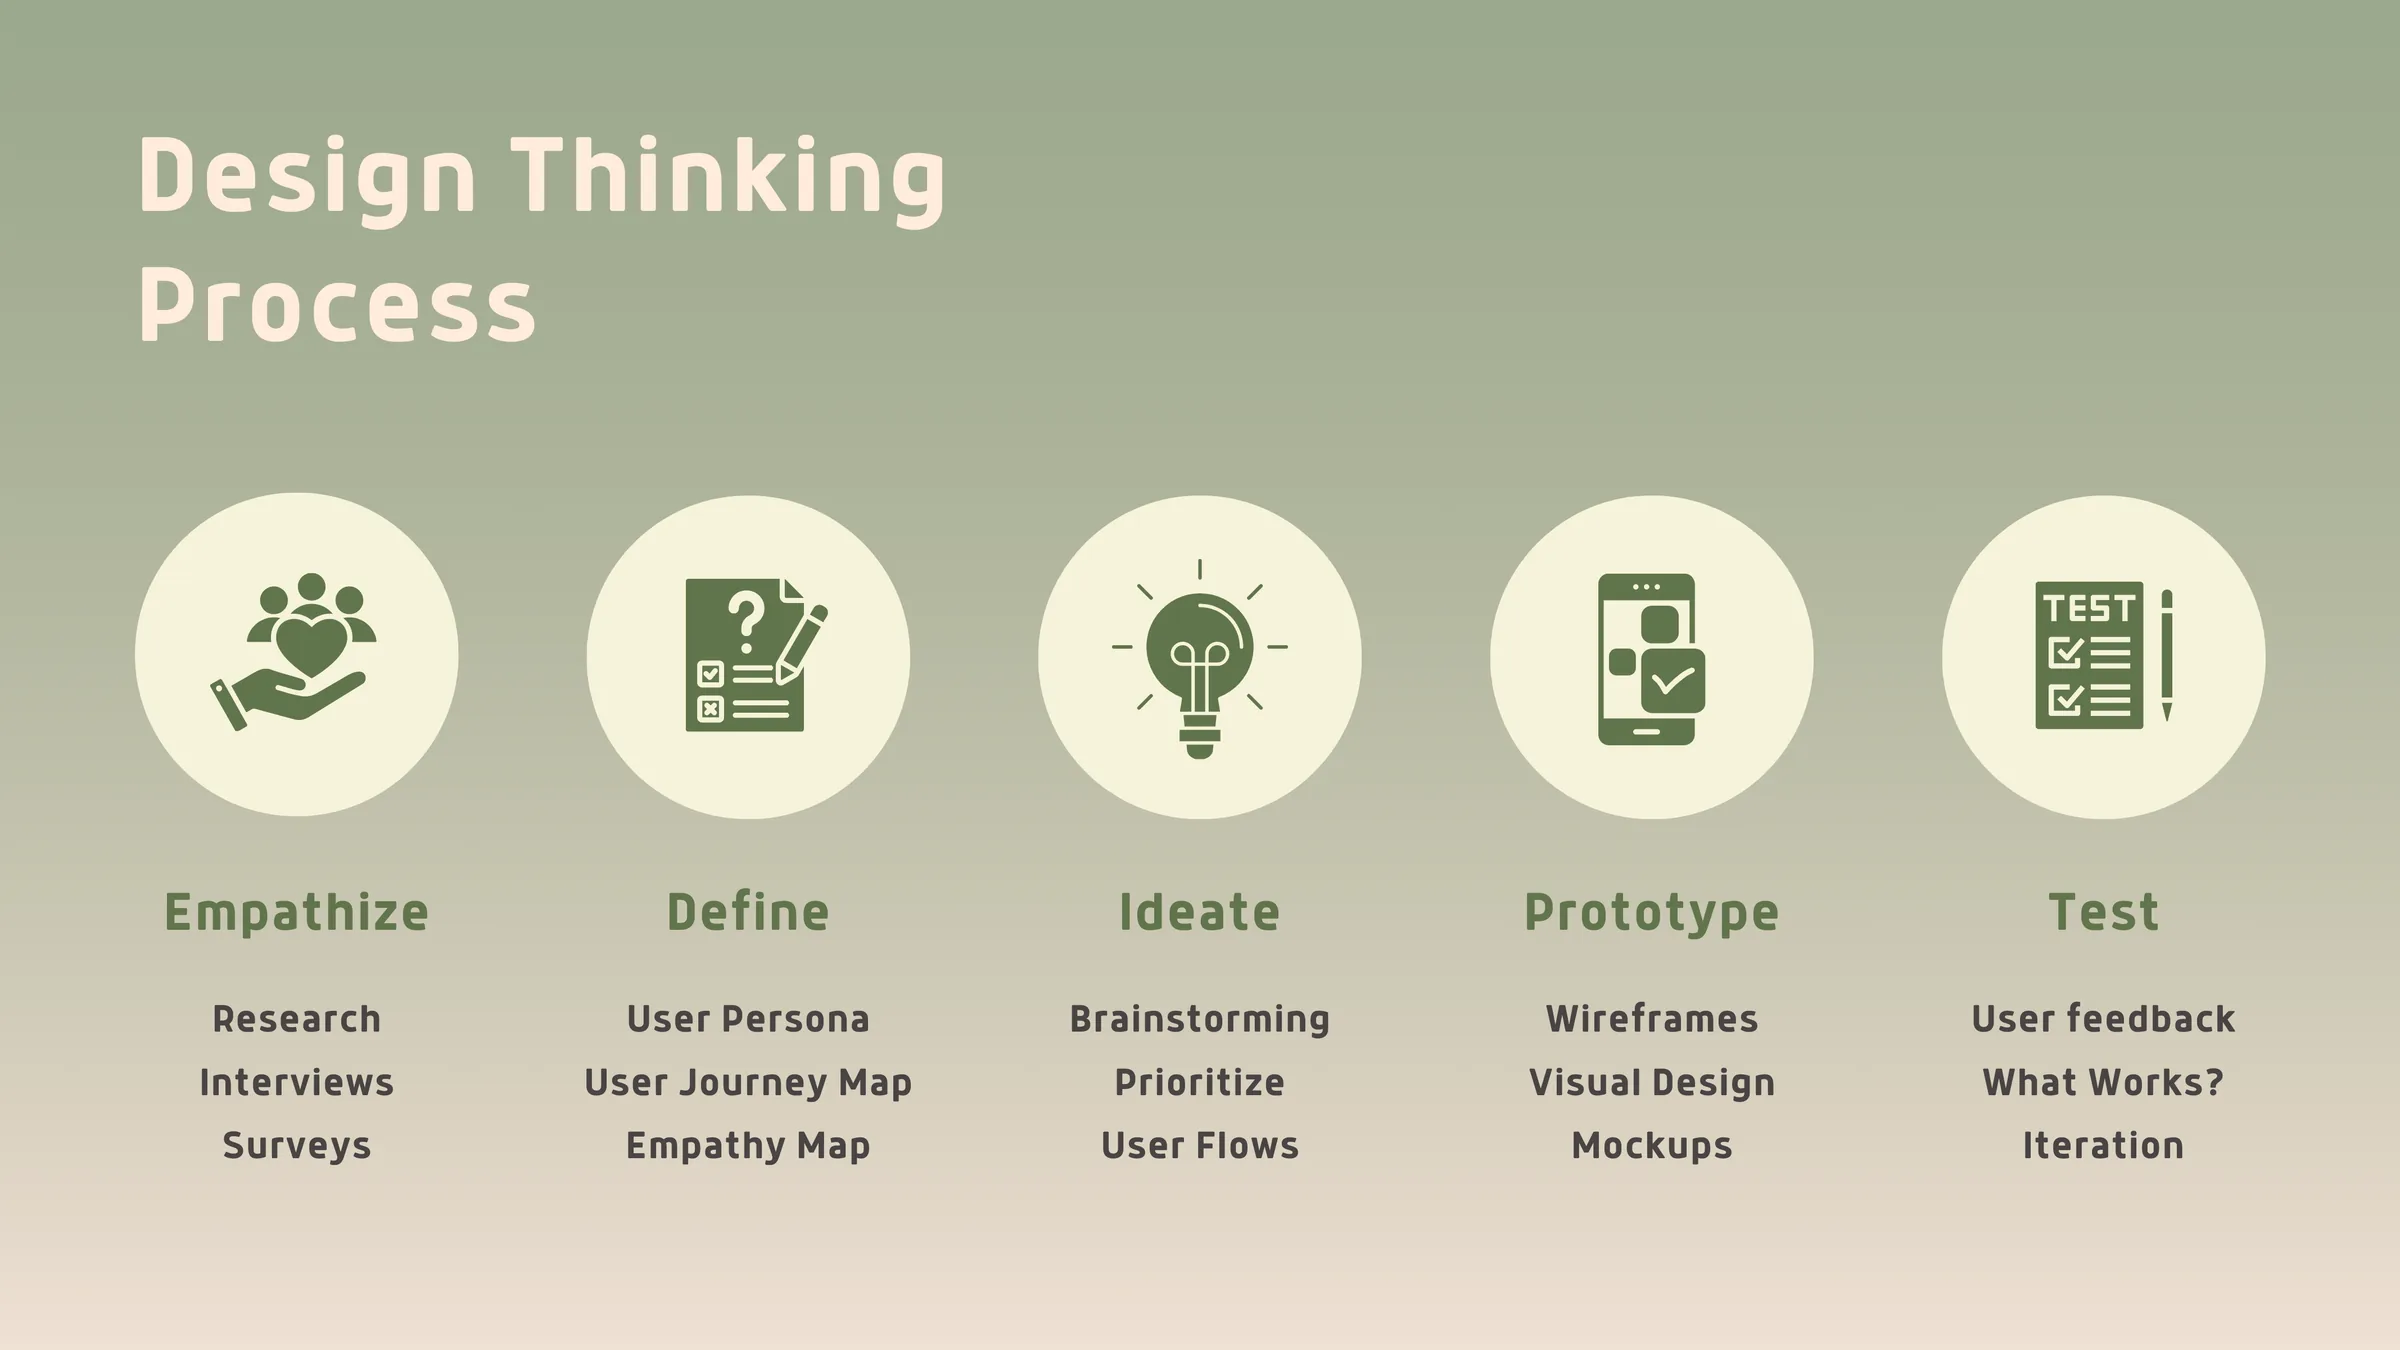 Design Thinking
Process
TEST
Empathize
Define
Ideate
Prototype
Test
Research
Interviews
Surveys
User Persona
User Journey Map
Empathy Map
Brainstorming
Prioritize
User Flows
Wireframes
Visual Design
Mockups
User feedback
What Works?
Iteration